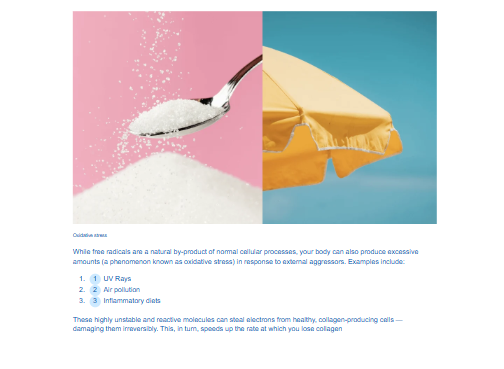 Oxidative stress
While free radicals are a natural by-product of normal cellular processes, your body can also produce excessive
amounts (a phenomenon known as oxidative stress) in response to external aggressors. Examples include:
1. 1 UV Rays
2. 2 Air pollution
3. 3 Inflammatory diets
These highly unstable and reactive molecules can steal electrons from healthy, collagen-producing cells —
damaging them irreversibly. This, in turn, speeds up the rate at which you lose collagen